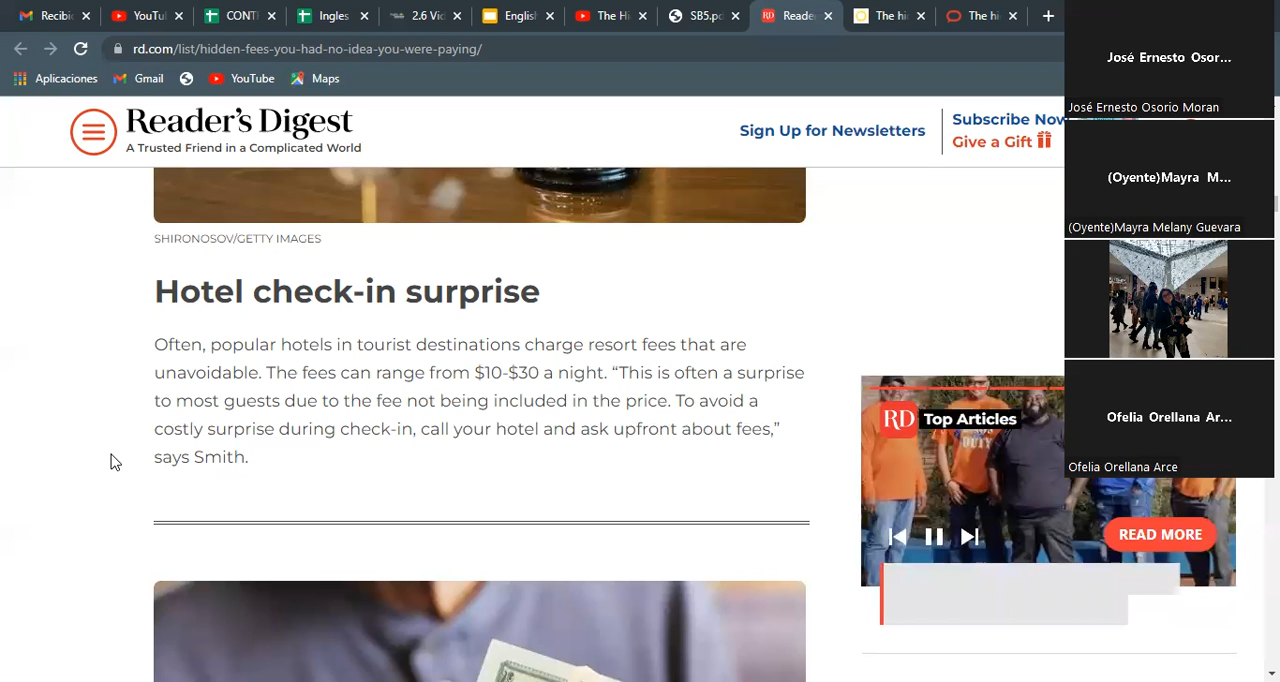 Recibi
YouTu
CONTI
Ingles
2.6 Vid
English
The Hi
SB5.pd
Reade
The hi
The hi
rd.com/list/hidden-fees-you-had-no-idea-you-were-paying/
Aplicaciones
Gmail
YouTube
Maps
Reader's Digest
A Trusted Friend in a Complicated World
Sign Up for Newsletters
Subscribe Now
Give a Gift
SHIRONOSOV/GETTY IMAGES
Hotel check-in surprise
Often, popular hotels in tourist destinations charge resort fees that are
unavoidable. The fees can range from $10-$30 a night. “This is often a surprise
to most guests due to the fee not being included in the price. To avoid a
costly surprise during check-in, call your hotel and ask upfront about fees,”
says Smith.
RD Top Articles
DUTY
READ MORE
José Ernesto Osor...
José Ernesto Osorio Moran
(Oyente)Mayra M...
(Oyente)Mayra Melany Guevara
Ofelia Orellana Ar...
Ofelia Orellana Arce